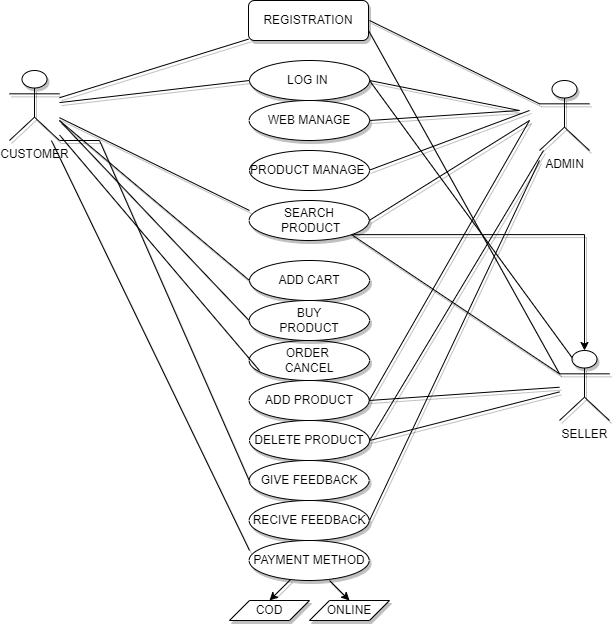 REGISTRATION
LOG IN
WEB MANAGE
CUSTOMER
ADMIN
PRODUCT MANAGE
SEARCH
PRODUCT
ADD CART
BUY
PRODUCT
ORDER
CANCEL
ADD PRODUCT
SELLER
DELETE PRODUCT
GIVE FEEDBACK
RECIVE FEEDBACK
PAYMENT METHOD
COD
ONLINE